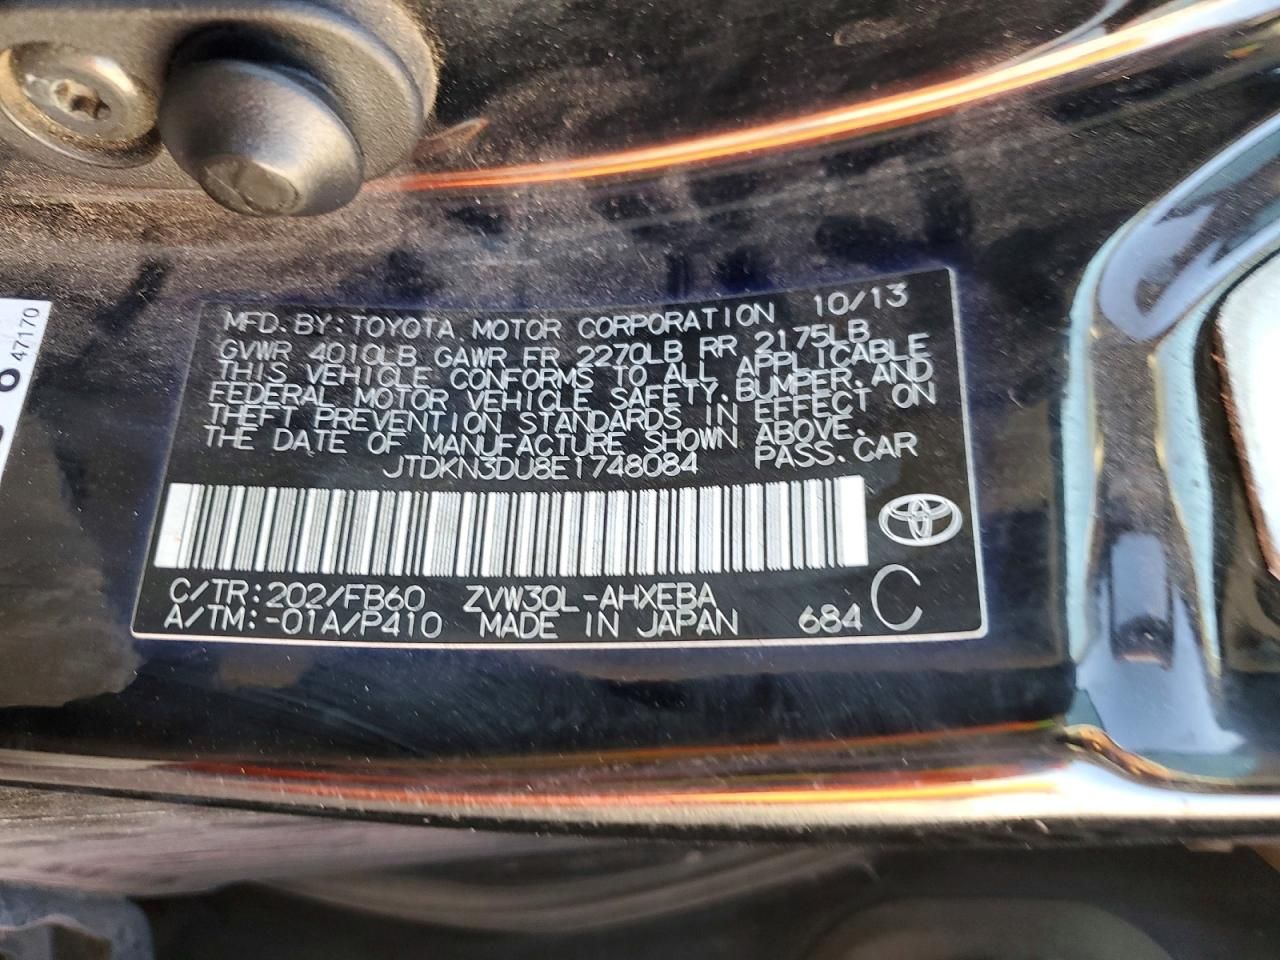 MFD. BY: TOYOTA MOTOR CORPORATION 10/13
GVWR 4010LB GAWR FR 2270LB RR 2175LB
THIS VEHICLE CONFORMS TO ALL APPLICABLE
FEDERAL MOTOR VEHICLE SAFETY, BUMPER, AND
THEFT PREVENTION STANDARDS IN EFFECT ON
THE DATE OF MANUFACTURE SHOWN ABOVE.
JTDKN3DU8E1748084 PASS. CAR
C/TR: 202/FB60 ZVW30L-AHXEBA
A/TM: -01A/P410 MADE IN JAPAN 684 C
47170